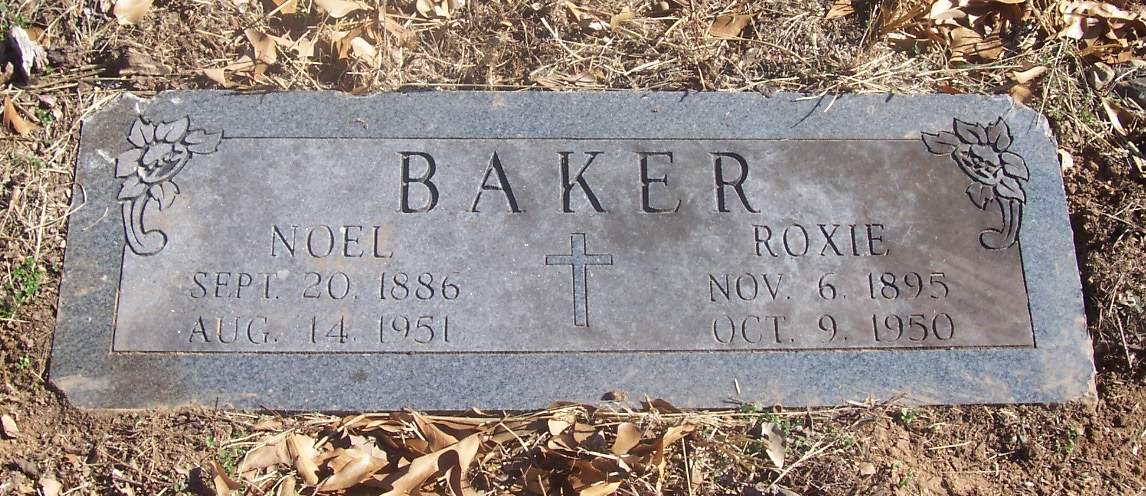 BAKER
NOEL
SEPT. 20. 1886
AUG. 14. 1951
ROXIE
NOV. 6. 1895
OCT. 9. 1950